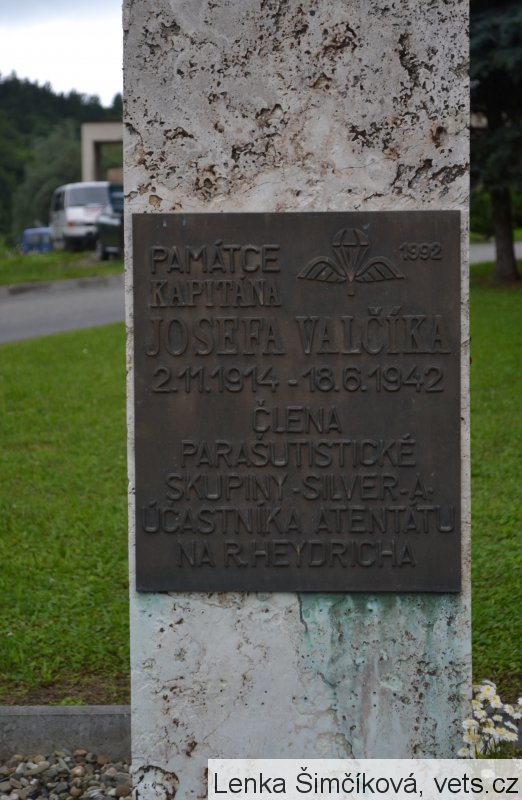 PAMÁTCE 1992
KAPITÁNA
JOSEFA VALČÍKA
2.11.1914 - 18.6.1942
ČLENA
PARAŠUTISTICKÉ
SKUPINY -SILVER-A-
ÚČASTNÍKA ATENTÁTU
NA R.HEYDRICHA
Lenka Šimčíková, vets.cz